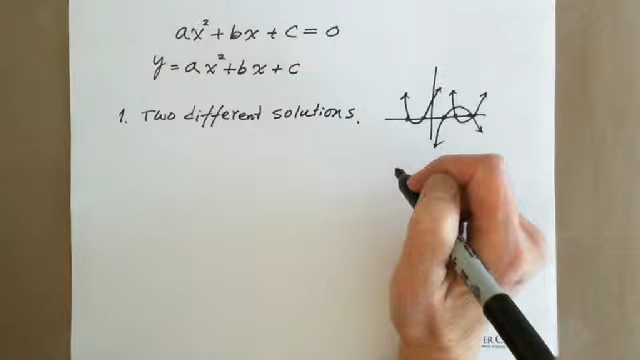 ax² + bx + c = 0
y = ax² + bx + c
1. Two different solutions.